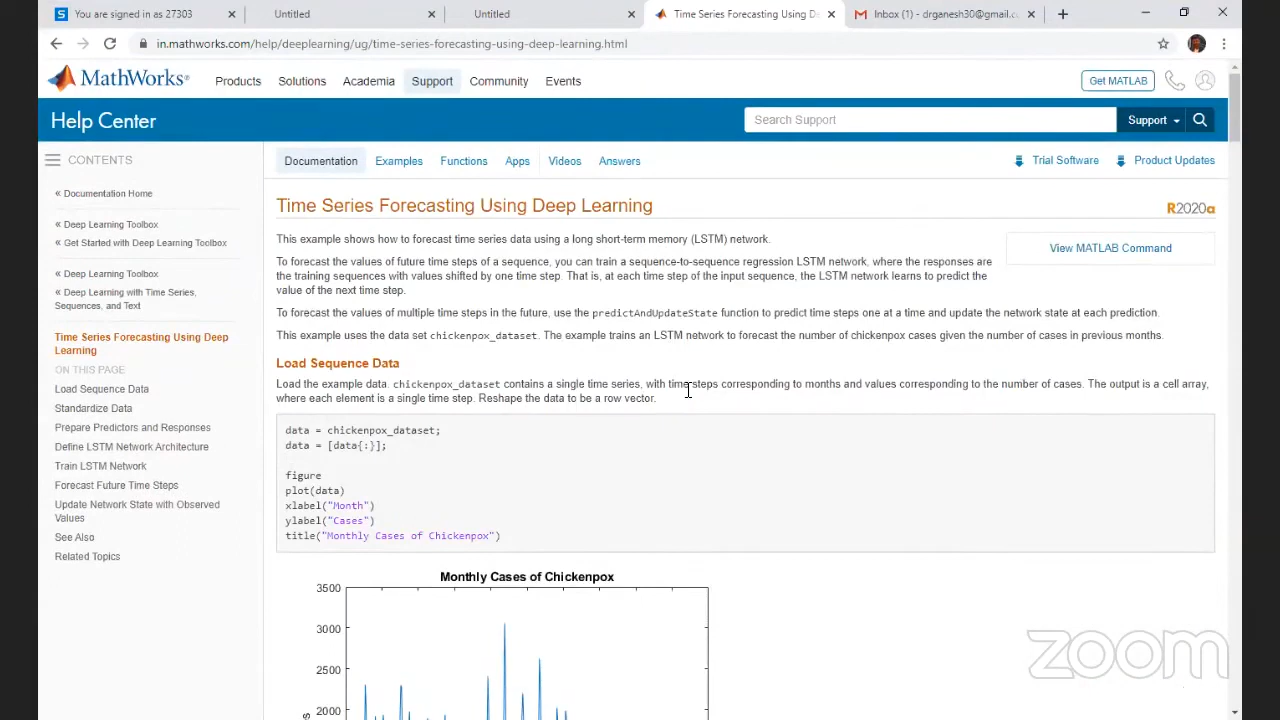 You are signed in as 27303
Untitled
Untitled
Time Series Forecasting Using D
Inbox (1) - drganesh30@gmail.c
in.mathworks.com/help/deeplearning/ug/time-series-forecasting-using-deep-learning.html
MathWorks®
Products
Solutions
Academia
Support
Community
Events
Get MATLAB
Help Center
Search Support
Support
CONTENTS
Documentation
Examples
Functions
Apps
Videos
Answers
Trial Software
Product Updates
« Documentation Home
« Deep Learning Toolbox
« Get Started with Deep Learning Toolbox
« Deep Learning Toolbox
« Deep Learning with Time Series,
Sequences, and Text
Time Series Forecasting Using Deep
Learning
ON THIS PAGE
Load Sequence Data
Standardize Data
Prepare Predictors and Responses
Define LSTM Network Architecture
Train LSTM Network
Forecast Future Time Steps
Update Network State with Observed
Values
See Also
Related Topics
Time Series Forecasting Using Deep Learning
R2020a
This example shows how to forecast time series data using a long short-term memory (LSTM) network.
View MATLAB Command
To forecast the values of future time steps of a sequence, you can train a sequence-to-sequence regression LSTM network, where the responses are
the training sequences with values shifted by one time step. That is, at each time step of the input sequence, the LSTM network learns to predict the
value of the next time step.
To forecast the values of multiple time steps in the future, use the predictAndUpdateState function to predict time steps one at a time and update the network state at each prediction.
This example uses the data set chickenpox_dataset. The example trains an LSTM network to forecast the number of chickenpox cases given the number of cases in previous months.
Load Sequence Data
Load the example data. chickenpox_dataset contains a single time series, with time steps corresponding to months and values corresponding to the number of cases. The output is a cell array,
where each element is a single time step. Reshape the data to be a row vector.
data = chickenpox_dataset;
data = [data{:}];
figure
plot(data)
xlabel("Month")
ylabel("Cases")
title("Monthly Cases of Chickenpox")
Monthly Cases of Chickenpox
3500
3000
2500
2000
zoom